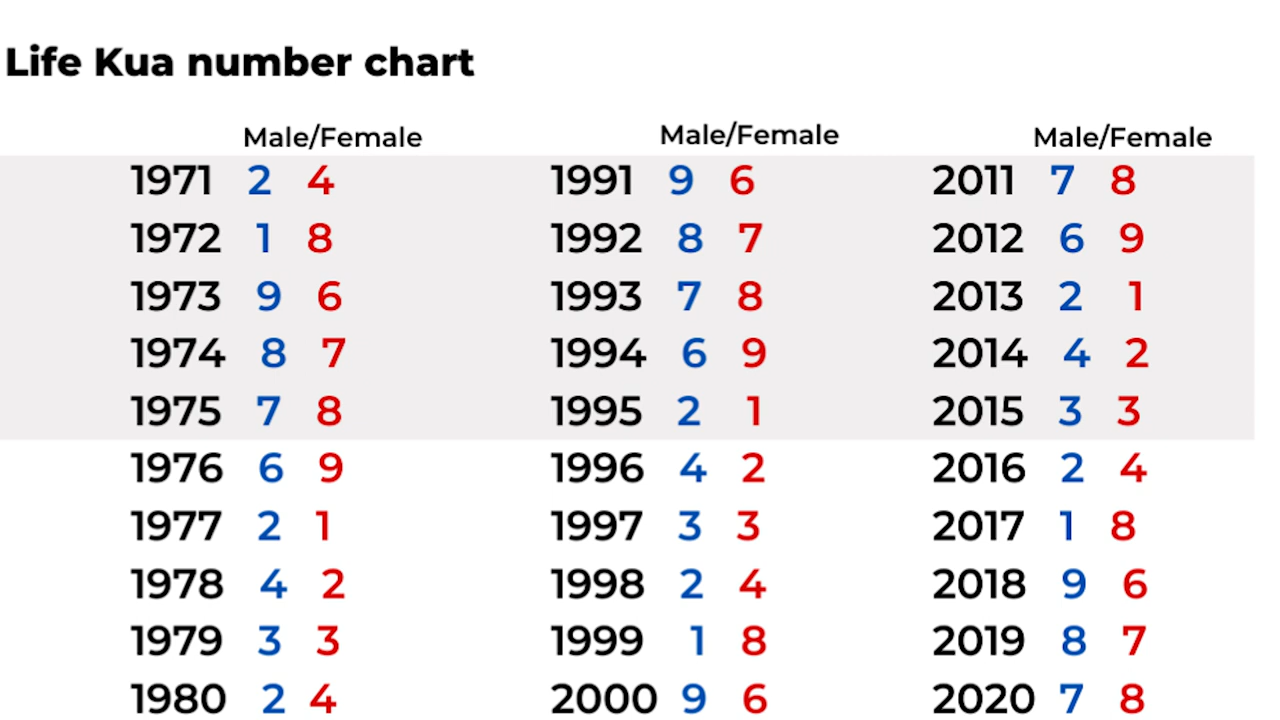 Life Kua number chart
Male/Female Male/Female Male/Female
1971 2 4 1991 9 6 2011 7 8
1972 1 8 1992 8 7 2012 6 9
1973 9 6 1993 7 8 2013 2 1
1974 8 7 1994 6 9 2014 4 2
1975 7 8 1995 2 1 2015 3 3
1976 6 9 1996 4 2 2016 2 4
1977 2 1 1997 3 3 2017 1 8
1978 4 2 1998 2 4 2018 9 6
1979 3 3 1999 1 8 2019 8 7
1980 2 4 2000 9 6 2020 7 8